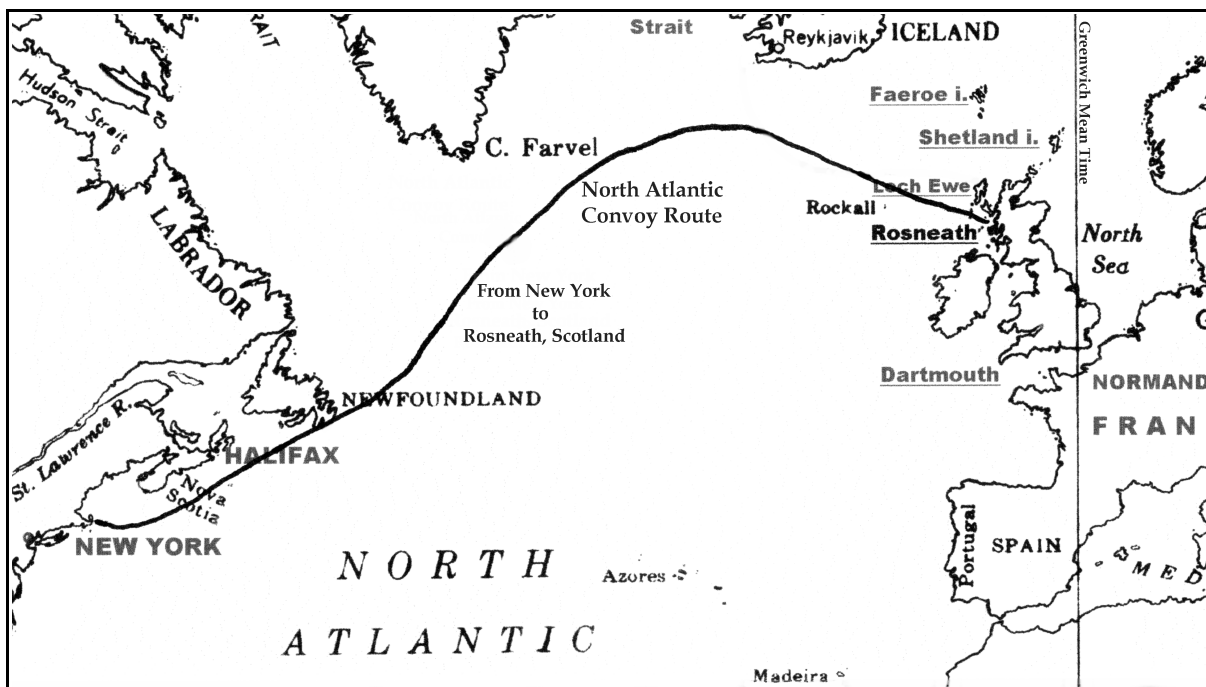 RAIT
Strait
Reykjavik
ICELAND
Greenwich Mean Time
Hudson Strait
Faeroe i.
Shetland i.
C. Farvel
North Atlantic
Convoy Route
Loch Ewe
Rockall
Rosneath
North
Sea
LABRADOR
From New York
to
Rosneath, Scotland
G
Dartmouth
NORMAND
NEWFOUNDLAND
FRAN
St. Lawrence R.
HALIFAX
Nova
Scotia
NEW YORK
Portugal
SPAIN
MED
NORTH
ATLANTIC
Azores
Madeira